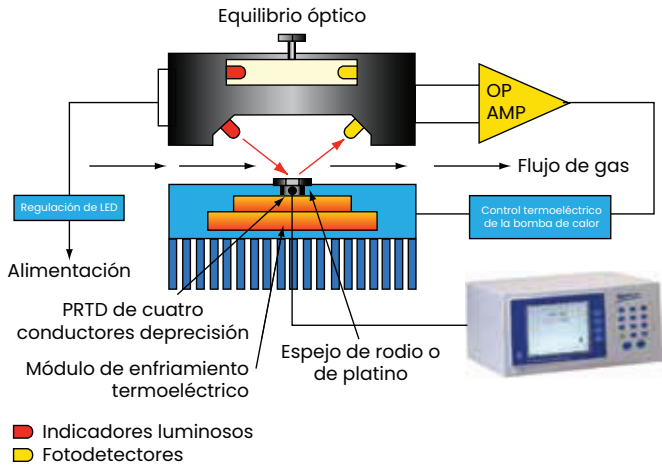 Equilibrio óptico
OP
AMP
Flujo de gas
Regulación de LED
Control termoeléctrico
de la bomba de calor
Alimentación
PRTD de cuatro
conductores deprecisión
Espejo de rodio o
de platino
Módulo de enfriamiento
termoeléctrico
Indicadores luminosos
Fotodetectores